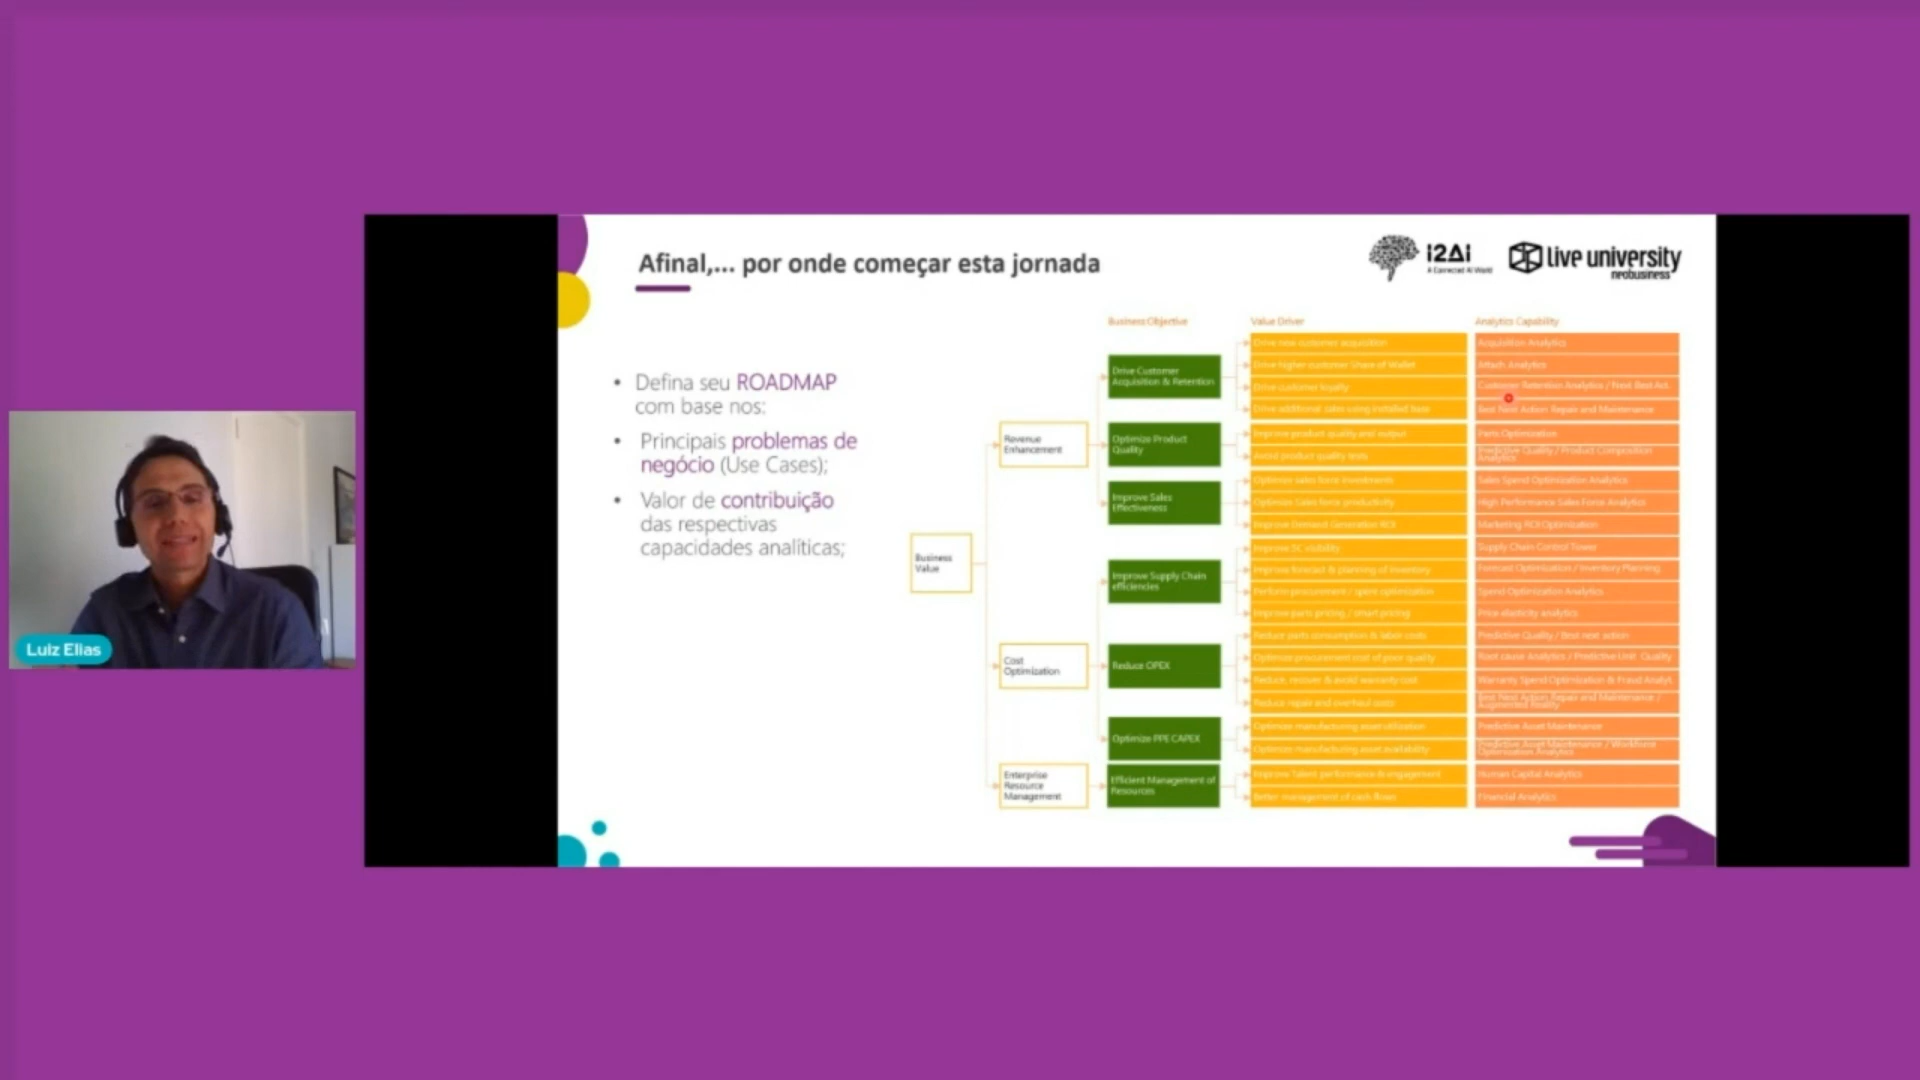 Afinal,... por onde começar esta jornada
i2Ai
A Connected AI World
live university
neobusiness
• Defina seu ROADMAP
com base nos:
• Principais problemas de
negócio (Use Cases);
• Valor de contribuição
das respectivas
capacidades analíticas;
Business
Value
Revenue
Enhancement
Cost
Optimization
Enterprise
Resource
Management
Business Objective
Drive Customer
Acquisition & Retention
Optimize Product
Quality
Improve Sales
Effectiveness
Improve Supply Chain
efficiencies
Reduce OPEX
Optimize PPE CAPEX
Efficient Management of
Resources
Value Driver
Drive new customer acquisition
Drive higher customer Share of Wallet
Drive customer loyalty
Drive additional sales using installed base
Improve product quality and output
Avoid product quality tests
Optimize sales force investments
Optimize Sales force productivity
Improve Demand Generation ROI
Improve SC visibility
Improve forecast & planning of inventory
Perform procurement / spend optimization
Improve parts pricing / smart pricing
Reduce parts consumption & labor costs
Optimize procurement cost of poor quality
Reduce, recover & avoid warranty cost
Reduce repair and overhaul costs
Optimize manufacturing asset utilization
Optimize manufacturing asset availability
Improve Talent performance & engagement
Better management of cash flows
Analytics Capability
Acquisition Analytics
Attach Analytics
Customer Retention Analytics / Next Best Act.
Best Next Action Repair and Maintenance
Parts Optimization
Predictive Quality / Product Composition
Analytics
Sales Spend Optimization Analytics
High Performance Sales Force Analytics
Marketing ROI Optimization
Supply Chain Control Tower
Forecast Optimization / Inventory Planning
Spend Optimization Analytics
Price elasticity analytics
Predictive Quality / Best next action
Root cause Analytics / Predictive Unit Quality
Warranty Spend Optimization & Fraud Analyt.
Best Next Action Repair and Maintenance /
Augmented Reality
Predictive Asset Maintenance
Predictive Asset Maintenance / Workforce
Optimization Analytics
Human Capital Analytics
Financial Analytics
Luiz Elias